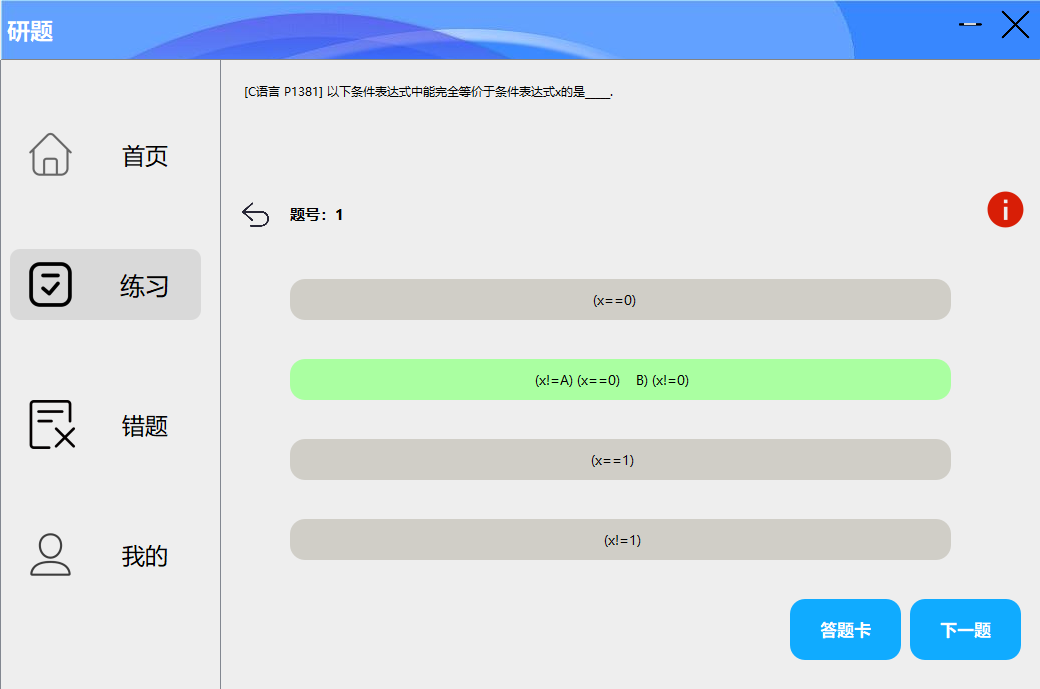 研题
首页
练习
错题
我的
[C语言 P1381] 以下条件表达式中能完全等价于条件表达式x的是____.
题号：1
(x==0)
(x!=A) (x==0) B) (x!=0)
(x==1)
(x!=1)
答题卡
下一题